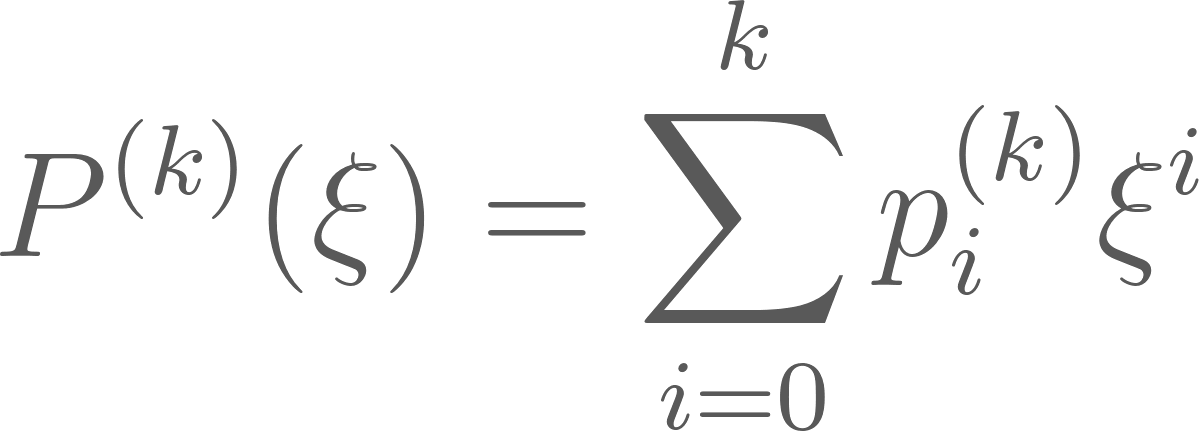 $P^{(k)}(\xi) = \sum_{i=0}^{k} p_i^{(k)} \xi^i$